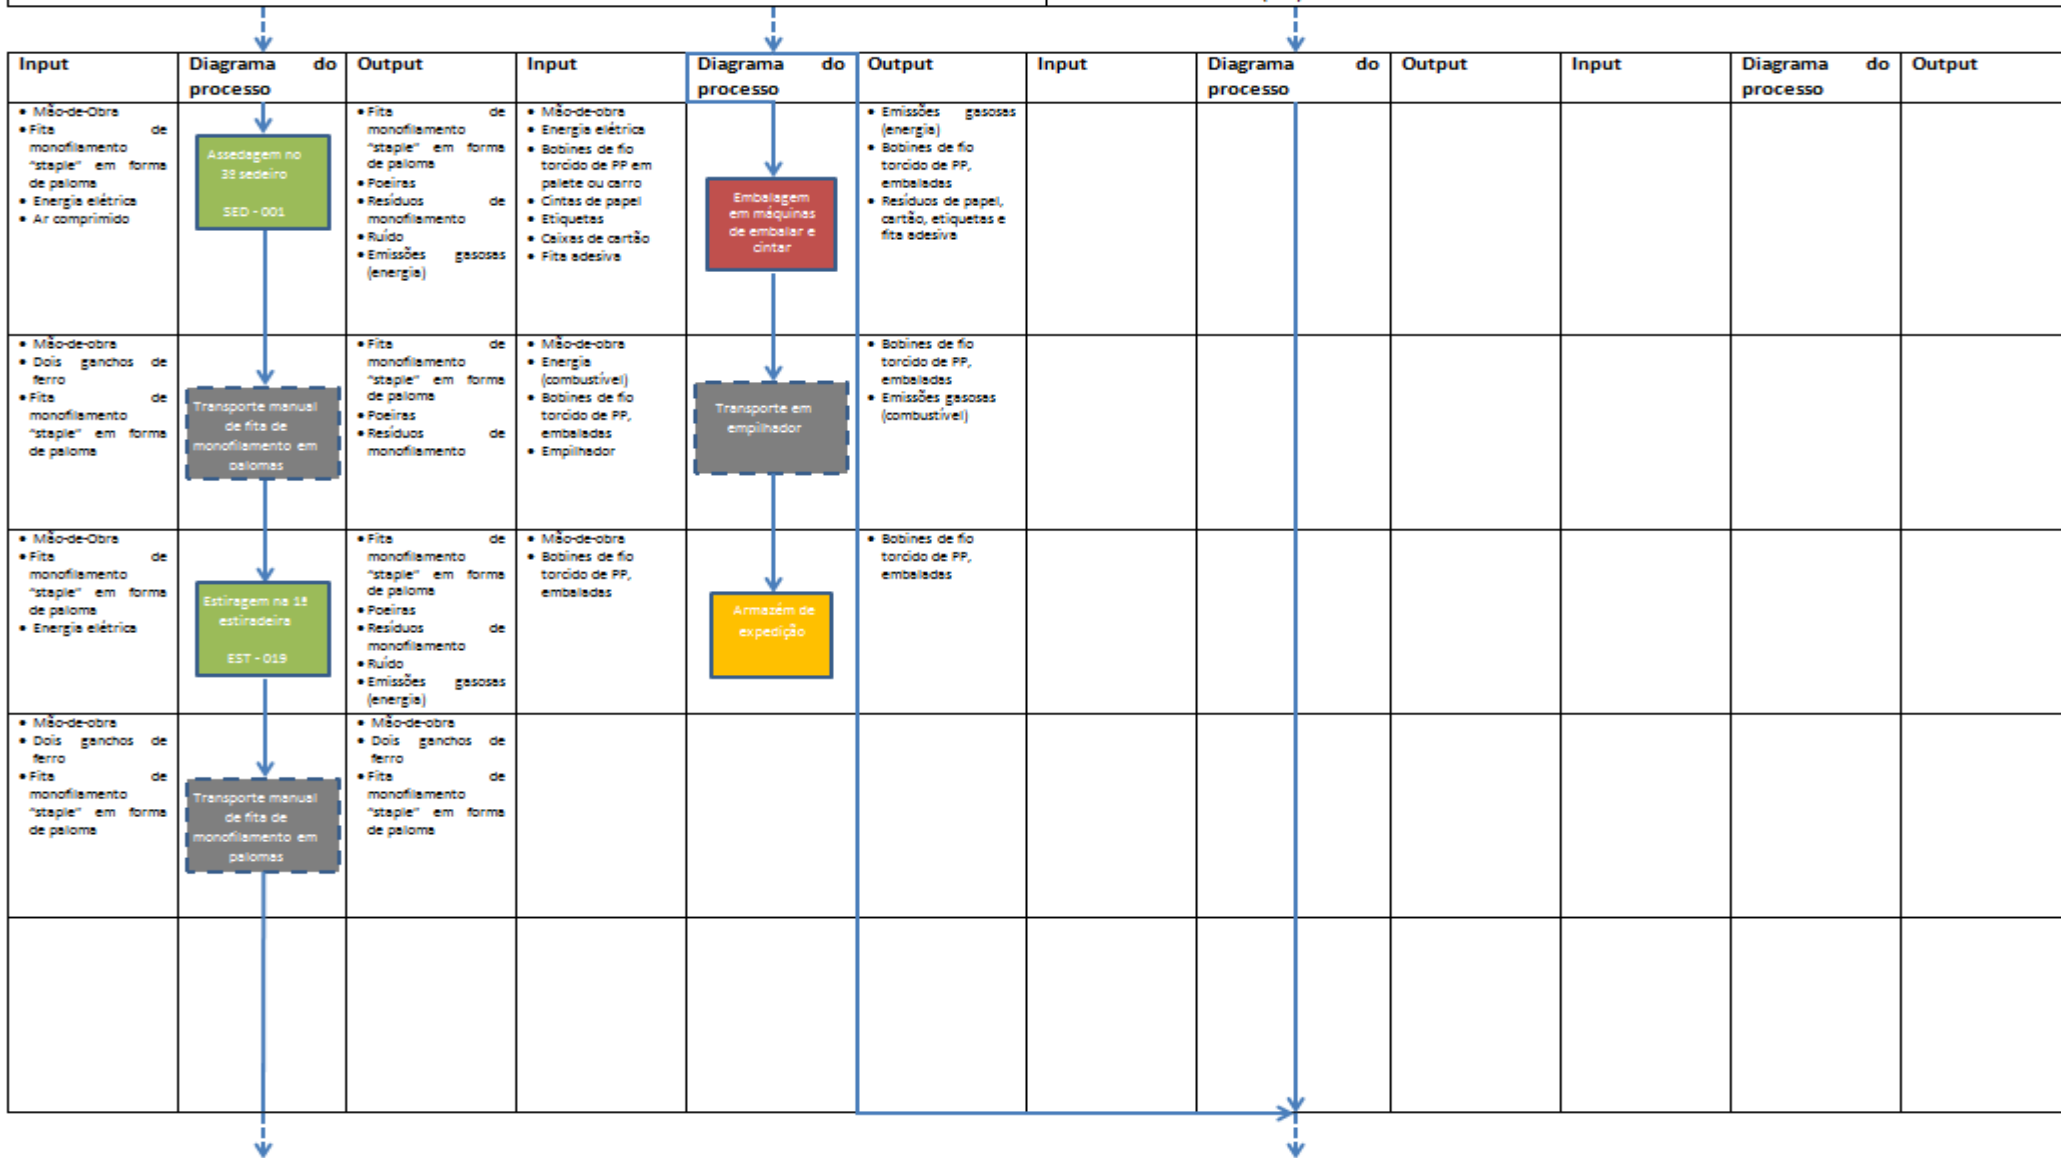 Input
Diagrama do
processo
Output
Input
Diagrama do
processo
Output
Input
Diagrama do
processo
Output
Input
Diagrama do
processo
Output
• Mão-de-Obra
• Fita de
monofilamento
"staple" em forma
de paloma
• Energia elétrica
• Ar comprimido
Assedagem no
3º sedeiro
SED - 001
• Fita de
monofilamento
"staple" em forma
de paloma
• Poeiras
• Resíduos de
monofilamento
• Ruído
• Emissões gasosas
(energia)
• Mão-de-obra
• Energia elétrica
• Bobines de fio
torcido de PP em
palete ou carro
• Cintas de papel
• Etiquetas
• Caixas de cartão
• Fita adesiva
Embalagem
em máquinas
de embalar e
cintar
• Emissões gasosas
(energia)
• Bobines de fio
torcido de PP,
embaladas
• Resíduos de papel,
cartão, etiquetas e
fita adesiva
• Mão-de-obra
• Dois ganchos de
ferro
• Fita de
monofilamento
"staple" em forma
de paloma
Transporte manual
de fita de
monofilamento em
palomas
• Fita de
monofilamento
"staple" em forma
de paloma
• Poeiras
• Resíduos de
monofilamento
• Mão-de-obra
• Energia
(combustível)
• Bobines de fio
torcido de PP,
embaladas
• Empilhador
Transporte em
empilhador
• Bobines de fio
torcido de PP,
embaladas
• Emissões gasosas
(combustível)
• Mão-de-Obra
• Fita de
monofilamento
"staple" em forma
de paloma
• Energia elétrica
Estiragem na 1ª
estiradeira
EST - 019
• Fita de
monofilamento
"staple" em forma
de paloma
• Poeiras
• Resíduos de
monofilamento
• Ruído
• Emissões gasosas
(energia)
• Mão-de-obra
• Bobines de fio
torcido de PP,
embaladas
Armazém de
expedição
• Bobines de fio
torcido de PP,
embaladas
• Mão-de-obra
• Dois ganchos de
ferro
• Fita de
monofilamento
"staple" em forma
de paloma
Transporte manual
de fita de
monofilamento em
palomas
• Mão-de-obra
• Dois ganchos de
ferro
• Fita de
monofilamento
"staple" em forma
de paloma